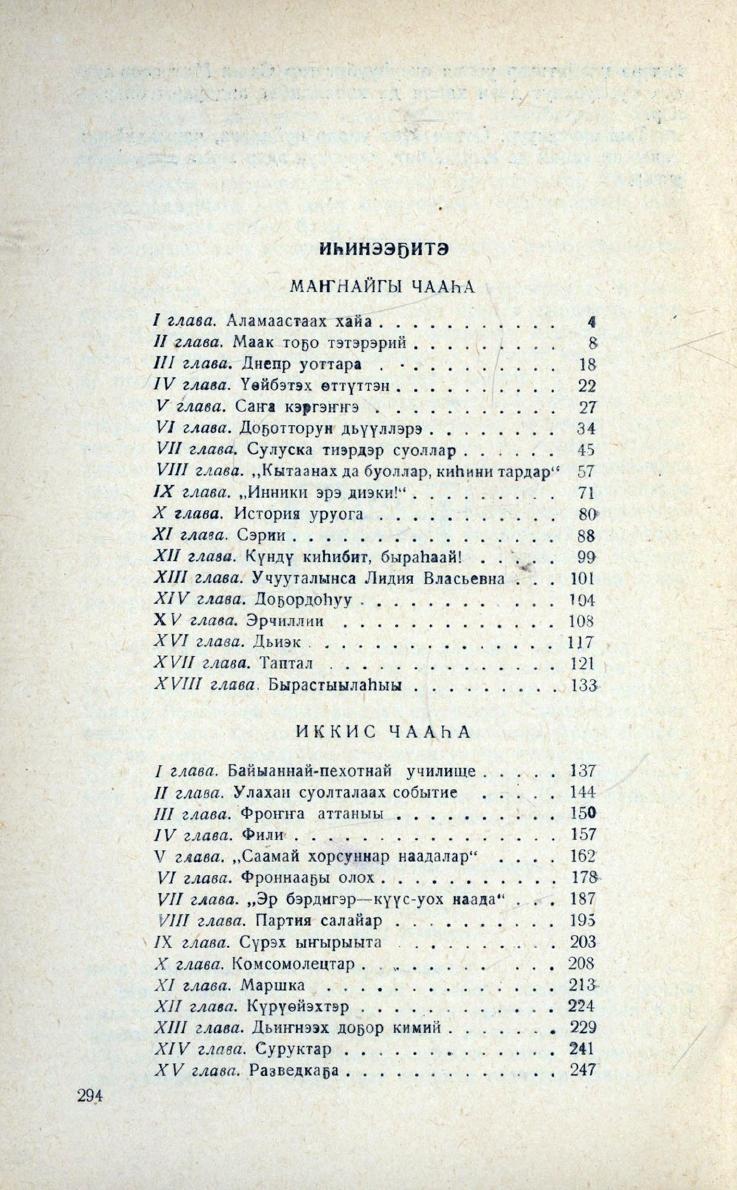 ИҺИНЭЭҔИТЭ
МАҤНАЙГЫ ЧААҺА
I глава. Аламаастаах хайа . . . . . . . . . . . 4
II глава. Маак тоҕо тэтэрэрий . . . . . . . . . 8
III глава. Днепр уоттара . . . . . . . . . . . 18
IV глава. Үөйбэтэх өттүттэн . . . . . . . . . . 22
V глава. Саҥа кэргэҥҥэ . . . . . . . . . . . 27
VI глава. Доҕотторун дьүүллэрэ . . . . . . . 34
VII глава. Сулуска тиэрдэр суоллар . . . . . . 45
VIII глава. „Кытаанах да буоллар, киһини тардар“ 57
IX глава. „Инники эрэ диэки!“ . . . . . . . . . 71
X глава. История уруога . . . . . . . . . . . 80
XI глава. Сэрии . . . . . . . . . . . . . . . 88
XII глава. Күндү киһибит, быраһаай! . . . . . 99
XIII глава. Учууталынса Лидия Власьевна . . . 101
XIV глава. Доҕордоһуу . . . . . . . . . . . . 104
XV глава. Эрчиллии . . . . . . . . . . . . 108
XVI глава. Дьиэк . . . . . . . . . . . . . . 117
XVII глава. Таптал . . . . . . . . . . . . . 121
XVIII глава. Бырастыылаһыы . . . . . . . . . 133
ИККИС ЧААҺА
I глава. Байыаннай-пехотнай училище . . . . . 137
II глава. Улахан суолталаах событие . . . . . 144
III глава. Фроҥҥа аттаныы . . . . . . . . . . 150
IV глава. Фили . . . . . . . . . . . . . . . 157
V глава. „Саамай хорсуннар наадалар“ . . . . 162
VI глава. Фроннааҕы олох . . . . . . . . . . . 178
VII глава. „Эр бэрдигэр—күүс-уох наада“ . . . 187
VIII глава. Партия салайар . . . . . . . . . . 195
IX глава. Сүрэх ыҥырыыта . . . . . . . . . . 203
X глава. Комсомолецтар . . . . . . . . . . . 208
XI глава. Маршка . . . . . . . . . . . . . . 213
XII глава. Күрүөйэхтэр . . . . . . . . . . . . 224
XIII глава. Дьиҥнээх доҕор кимий . . . . . . . 229
XIV глава. Суруктар . . . . . . . . . . . . . 241
XV глава. Разведкаҕа . . . . . . . . . . . . . 247
294